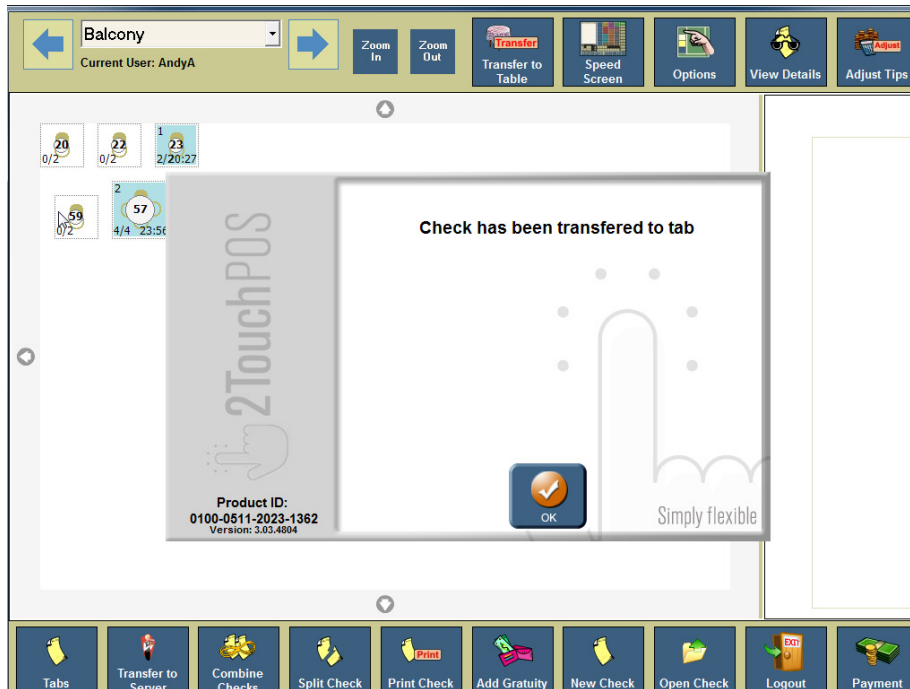 Balcony
Current User: AndyA
Zoom In
Zoom Out
Transfer
Transfer to
Table
Speed
Screen
Options
View Details
Adjust
Adjust Tips
20
0/2
22
0/2
1
23
2/20:27
59
0/2
2
57
4/4 23:56
2TouchPOS
Product ID:
0100-0511-2023-1362
Version: 3.03.4804
Check has been transfered to tab
OK
Simply flexible
Tabs
Transfer to
Server
Combine
Checks
Split Check
Print
Print Check
Add Gratuity
New Check
Open Check
EXIT
Logout
Payment